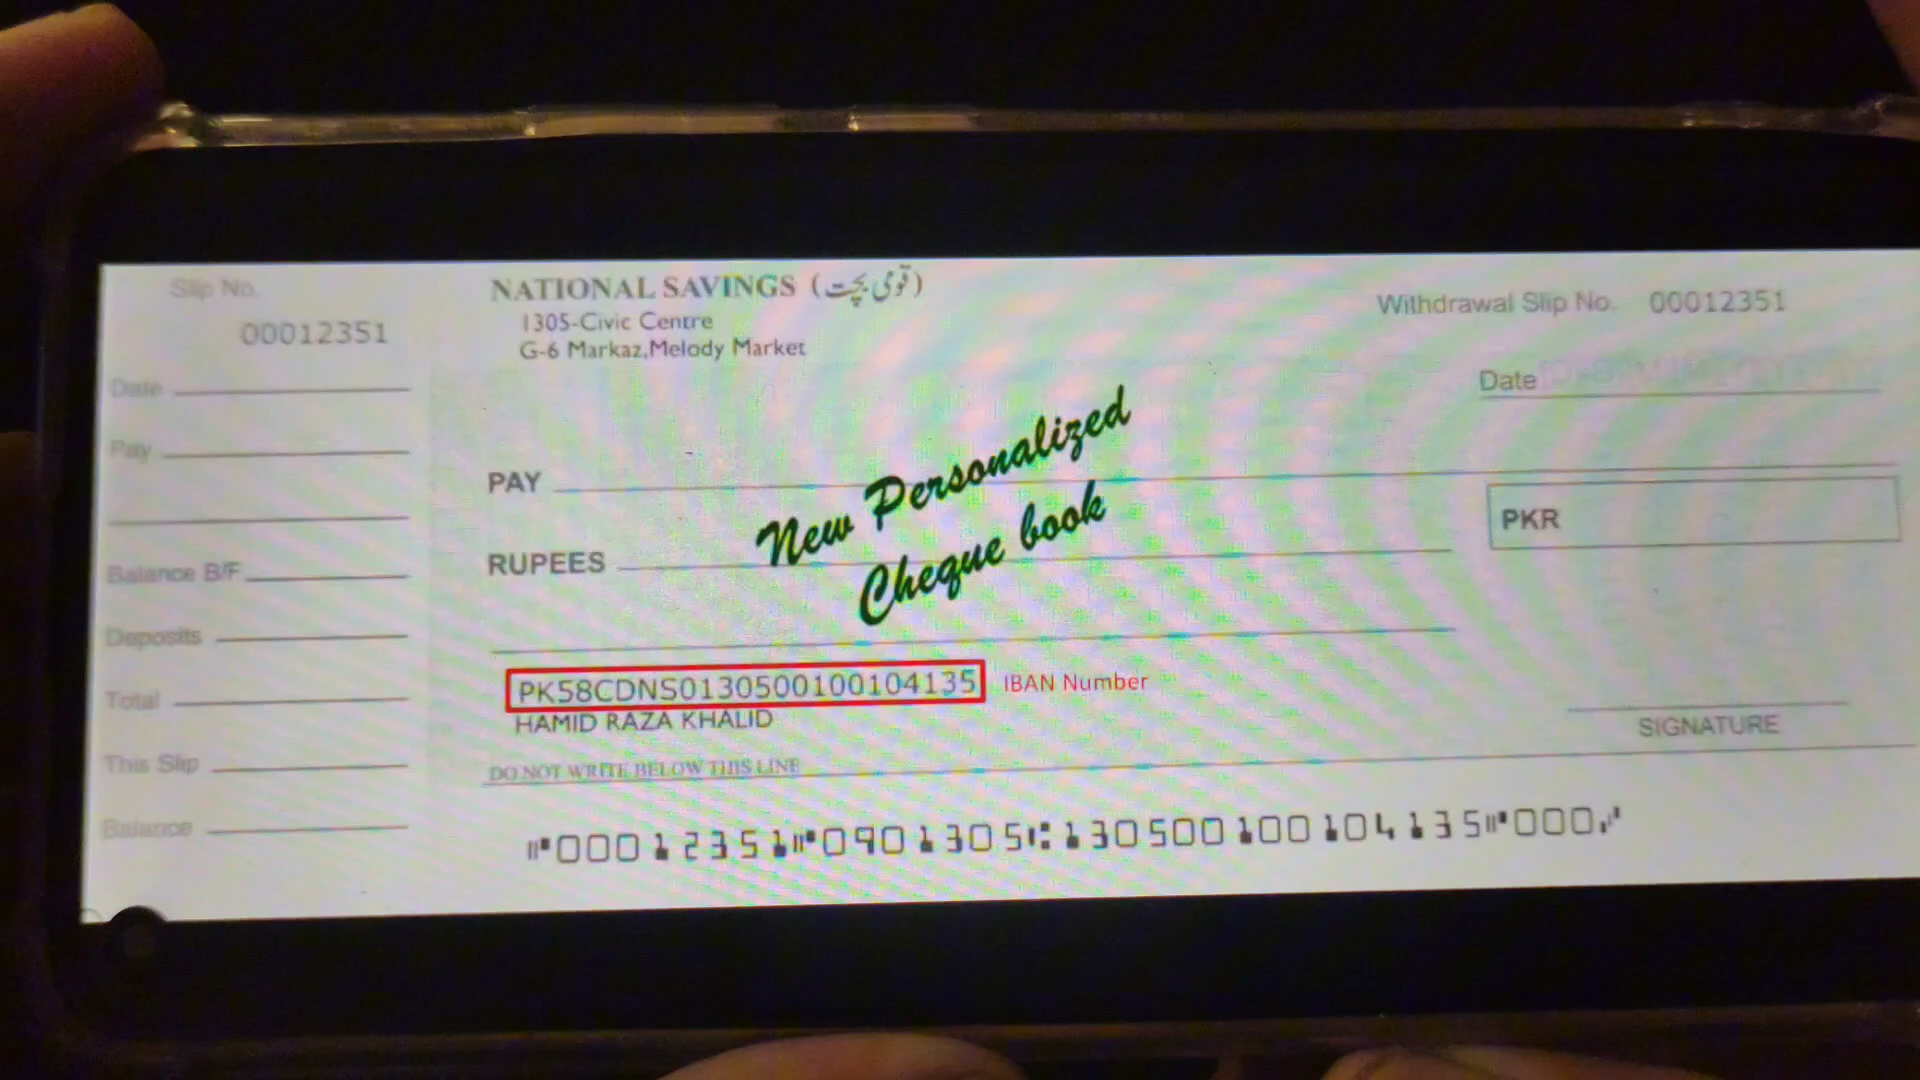 Slip No.
00012351
Date
Pay
Balance B/F
Deposits
Total
This Slip
Balance
NATIONAL SAVINGS (قومی بچت)
1305-Civic Centre
G-6 Markaz,Melody Market
Withdrawal Slip No. 00012351
Date
PAY
New Personalized
Cheque book
RUPEES
PKR
PK58CDNS0130500100104135 IBAN Number
HAMID RAZA KHALID
SIGNATURE
DO NOT WRITE BELOW THIS LINE
⑈00012351⑈0901305⑆130500100104135⑈000⑇